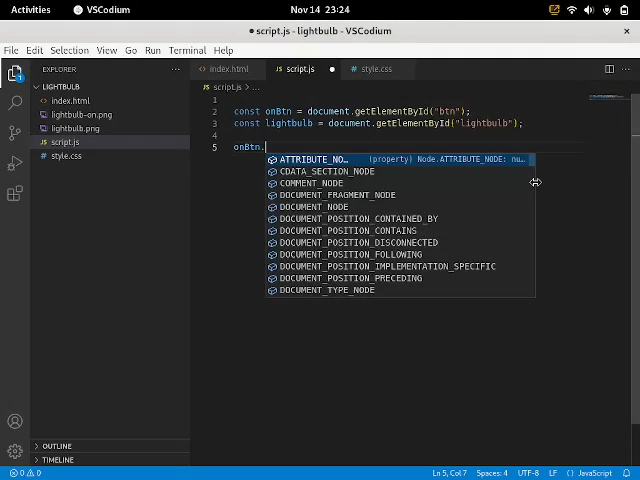 Activities
VSCodium
Nov 14 23:24
script.js - lightbulb - VSCodium
File Edit Selection View Go Run Terminal Help
EXPLORER
index.html
script.js
style.css
LIGHTBULB
script.js > ...
index.html
lightbulb-on.png
lightbulb.png
script.js
style.css
1
2 const onBtn = document.getElementById("btn");
3 const lightbulb = document.getElementById("lightbulb");
4
5 onBtn.
ATTRIBUTE_NO… (property) Node.ATTRIBUTE_NODE: nu…
CDATA_SECTION_NODE
COMMENT_NODE
DOCUMENT_FRAGMENT_NODE
DOCUMENT_NODE
DOCUMENT_POSITION_CONTAINED_BY
DOCUMENT_POSITION_CONTAINS
DOCUMENT_POSITION_DISCONNECTED
DOCUMENT_POSITION_FOLLOWING
DOCUMENT_POSITION_IMPLEMENTATION_SPECIFIC
DOCUMENT_POSITION_PRECEDING
DOCUMENT_TYPE_NODE
OUTLINE
TIMELINE
0 0
Ln 5, Col 7 Spaces: 4 UTF-8 LF JavaScript